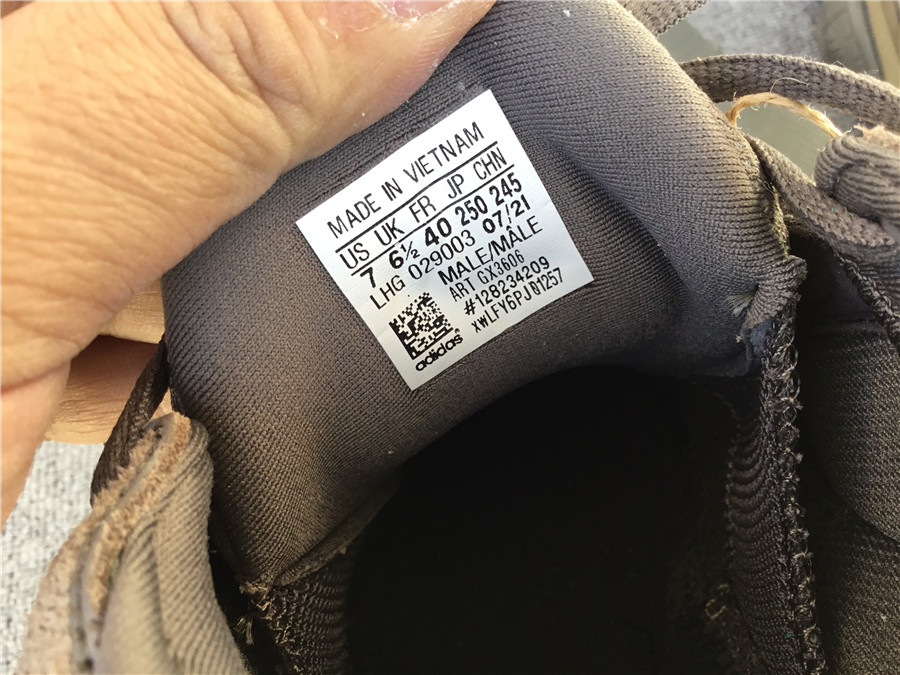 MADE IN VIETNAM
US UK FR JP CHN
7 6½ 40 250 245
LHG 029003 07/21
MALE/MÂLE
ART GX3606
#128234209
XWLFY6PJ01257
adidas